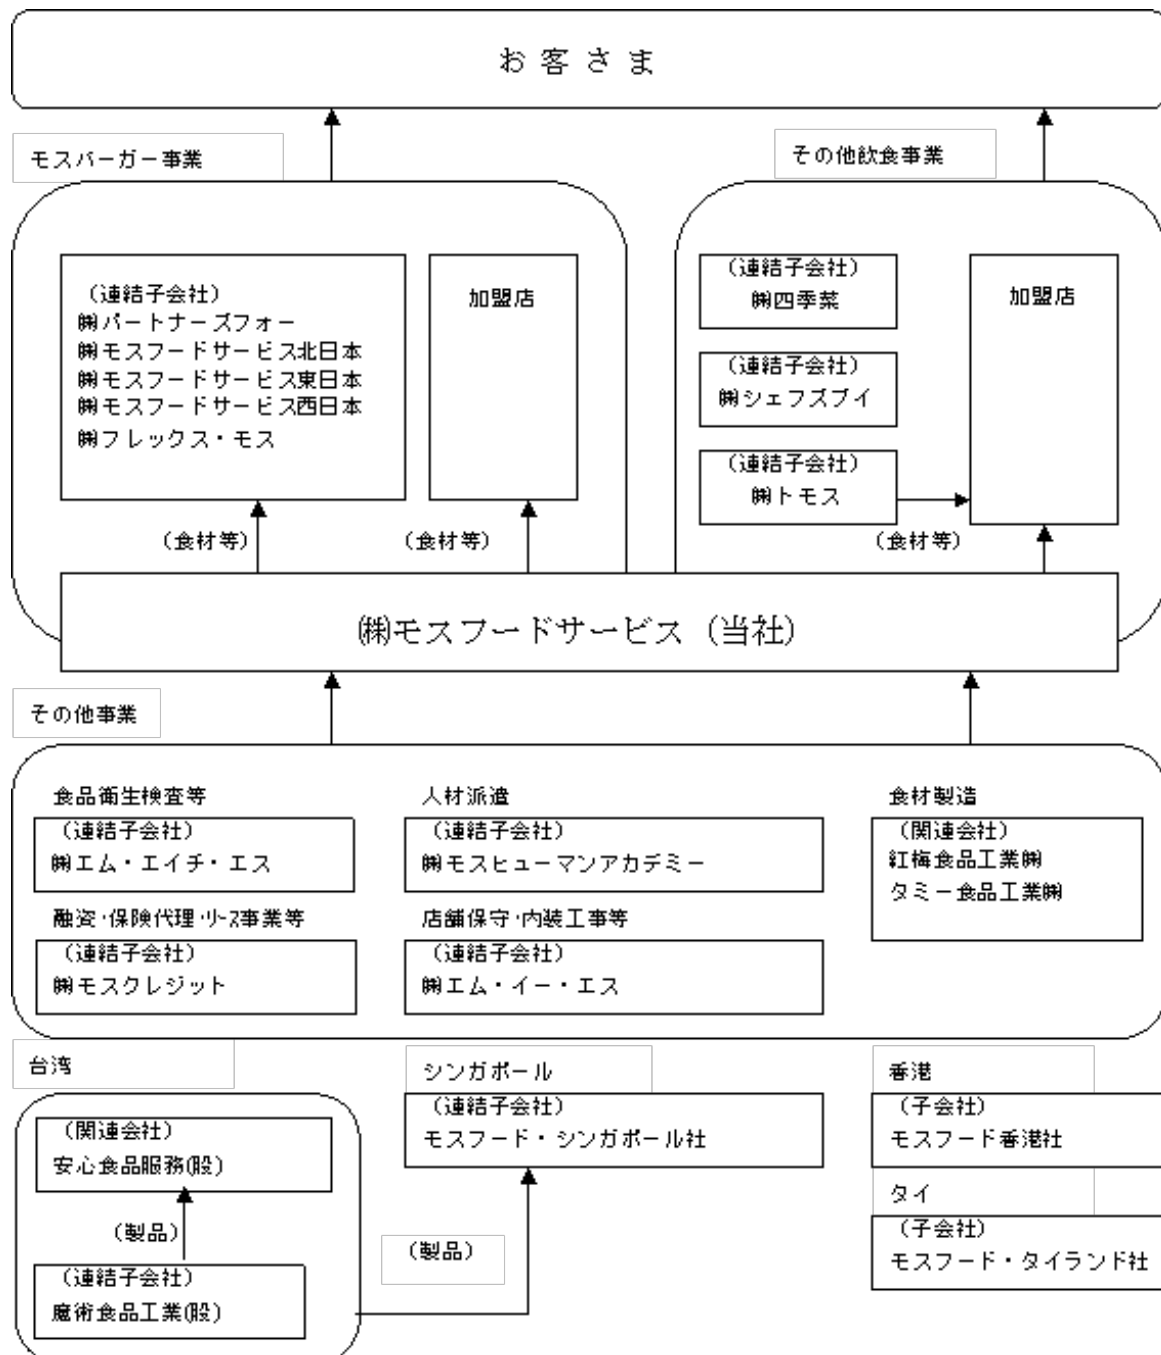 お客さま
モスバーガー事業
その他飲食事業
（連結子会社）
㈱パートナーズフォー
㈱モスフードサービス北日本
㈱モスフードサービス東日本
㈱モスフードサービス西日本
㈱フレックス・モス
加盟店
（連結子会社）
㈱四季菜
（連結子会社）
㈱シェフズブイ
（連結子会社）
㈱トモス
加盟店
（食材等）
（食材等）
（食材等）
㈱モスフードサービス（当社）
その他事業
食品衛生検査等
（連結子会社）
㈱エム・エイチ・エス
人材派遣
（連結子会社）
㈱モスヒューマンアカデミー
食材製造
（関連会社）
紅梅食品工業㈱
タミー食品工業㈱
融資・保険代理・リース事業等
（連結子会社）
㈱モスクレジット
店舗保守・内装工事等
（連結子会社）
㈱エム・イー・エス
台湾
（関連会社）
安心食品服務(股)
（製品）
（連結子会社）
魔術食品工業(股)
シンガポール
（連結子会社）
モスフード・シンガポール社
（製品）
香港
（子会社）
モスフード香港社
タイ
（子会社）
モスフード・タイランド社